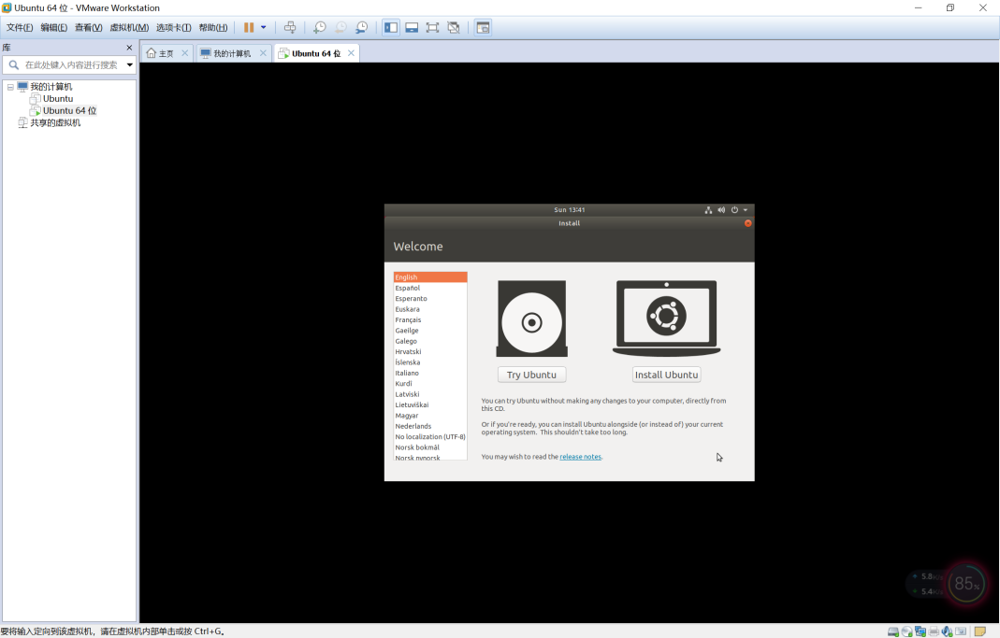 Ubuntu 64 位 - VMware Workstation
文件(F) 编辑(E) 查看(V) 虚拟机(M) 选项卡(T) 帮助(H)
库
在此处键入内容进行搜索
主页 我的计算机 Ubuntu 64 位
我的计算机
Ubuntu
Ubuntu 64 位
共享的虚拟机
Sun 13:41
Install
Welcome
English
Español
Esperanto
Euskara
Français
Gaeilge
Galego
Hrvatski
Íslenska
Italiano
Kurdî
Latviski
Lietuviškai
Magyar
Nederlands
No localization (UTF-8)
Norsk bokmål
Norsk nynorsk
Try Ubuntu
Install Ubuntu
You can try Ubuntu without making any changes to your computer, directly from
this CD.
Or if you're ready, you can install Ubuntu alongside (or instead of) your current
operating system. This shouldn't take too long.
You may wish to read the release notes.
5.8K/s
5.4K/s
85%
要将输入定向到该虚拟机，请在虚拟机内部单击或按 Ctrl+G。